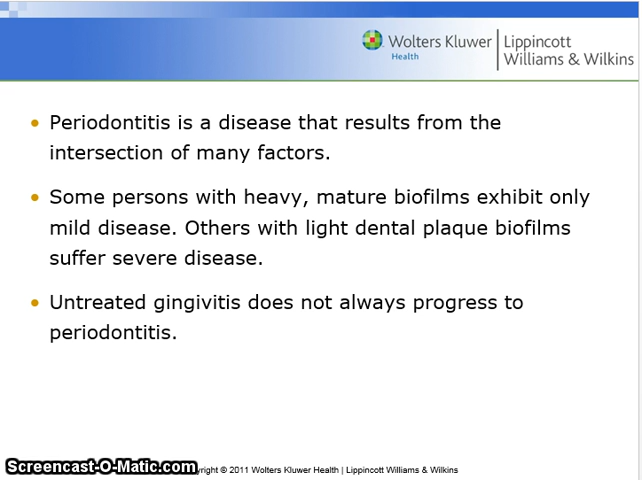 Wolters Kluwer
Health
Lippincott
Williams & Wilkins
• Periodontitis is a disease that results from the
intersection of many factors.
• Some persons with heavy, mature biofilms exhibit only
mild disease. Others with light dental plaque biofilms
suffer severe disease.
• Untreated gingivitis does not always progress to
periodontitis.
Screencast-O-Matic.com
© 2011 Wolters Kluwer Health | Lippincott Williams & Wilkins